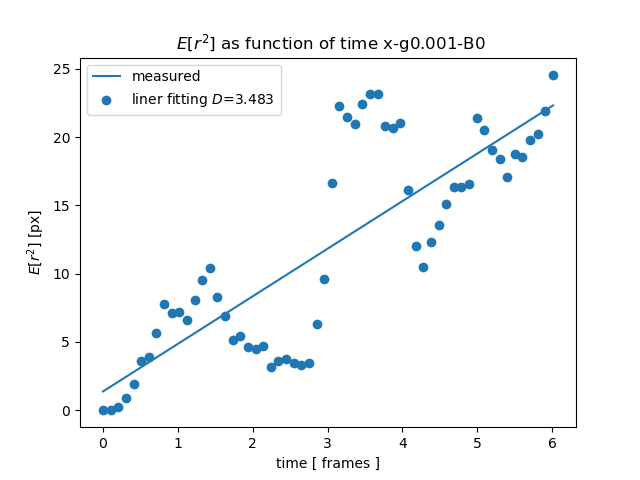 E[r²] as function of time x-g0.001-B0
measured
liner fitting D=3.483
E[r²] [px]
25
20
15
10
5
0
0 1 2 3 4 5 6
time [ frames ]